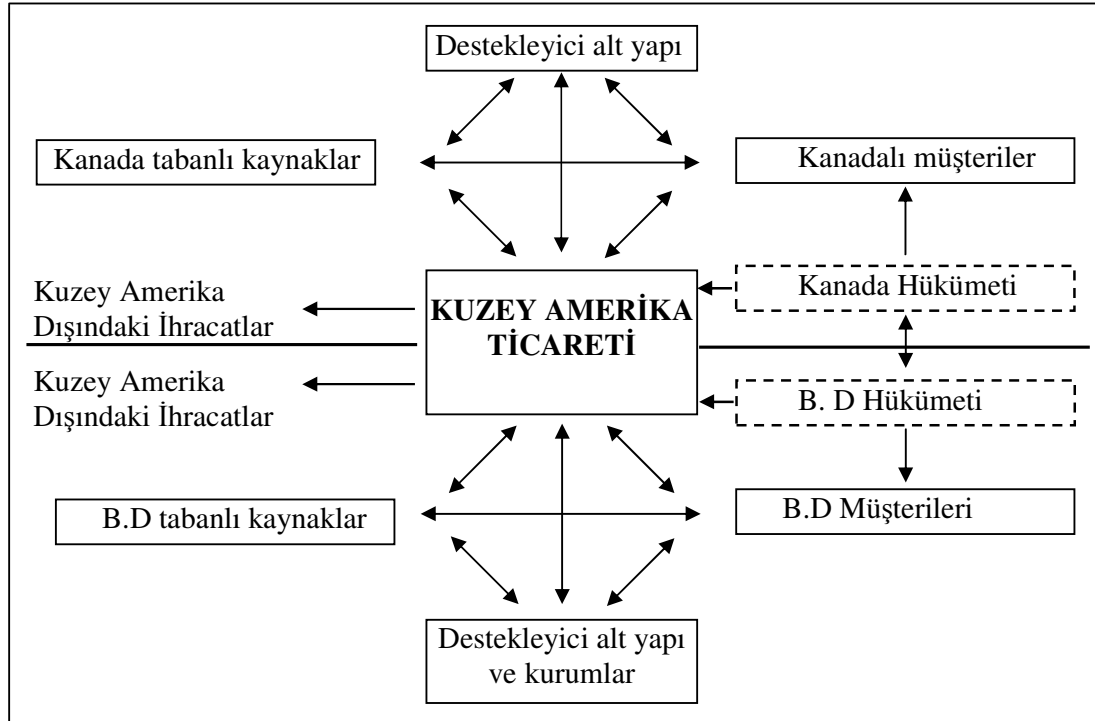 Destekleyici alt yapı
Kanada tabanlı kaynaklar
Kanadalı müşteriler
Kuzey Amerika
Dışındaki İhracatlar
KUZEY AMERİKA
TİCARETİ
Kanada Hükümeti
Kuzey Amerika
Dışındaki İhracatlar
B. D Hükümeti
B.D tabanlı kaynaklar
B.D Müşterileri
Destekleyici alt yapı
ve kurumlar